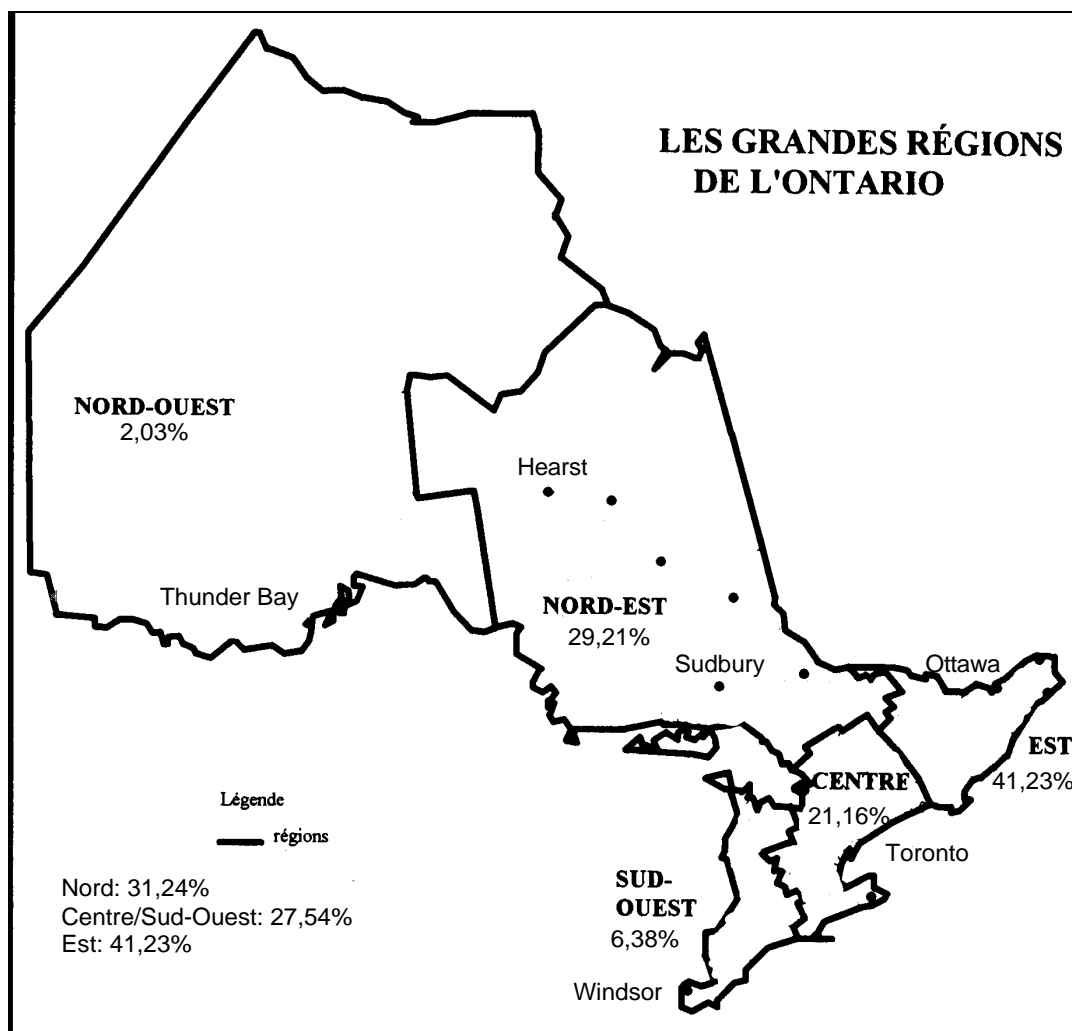 LES GRANDES RÉGIONS
DE L'ONTARIO
NORD-OUEST
2,03%
Hearst
Thunder Bay
NORD-EST
29,21%
Sudbury
Ottawa
EST
41,23%
CENTRE
21,16%
Toronto
Légende
régions
SUD-
OUEST
6,38%
Nord: 31,24%
Centre/Sud-Ouest: 27,54%
Est: 41,23%
Windsor